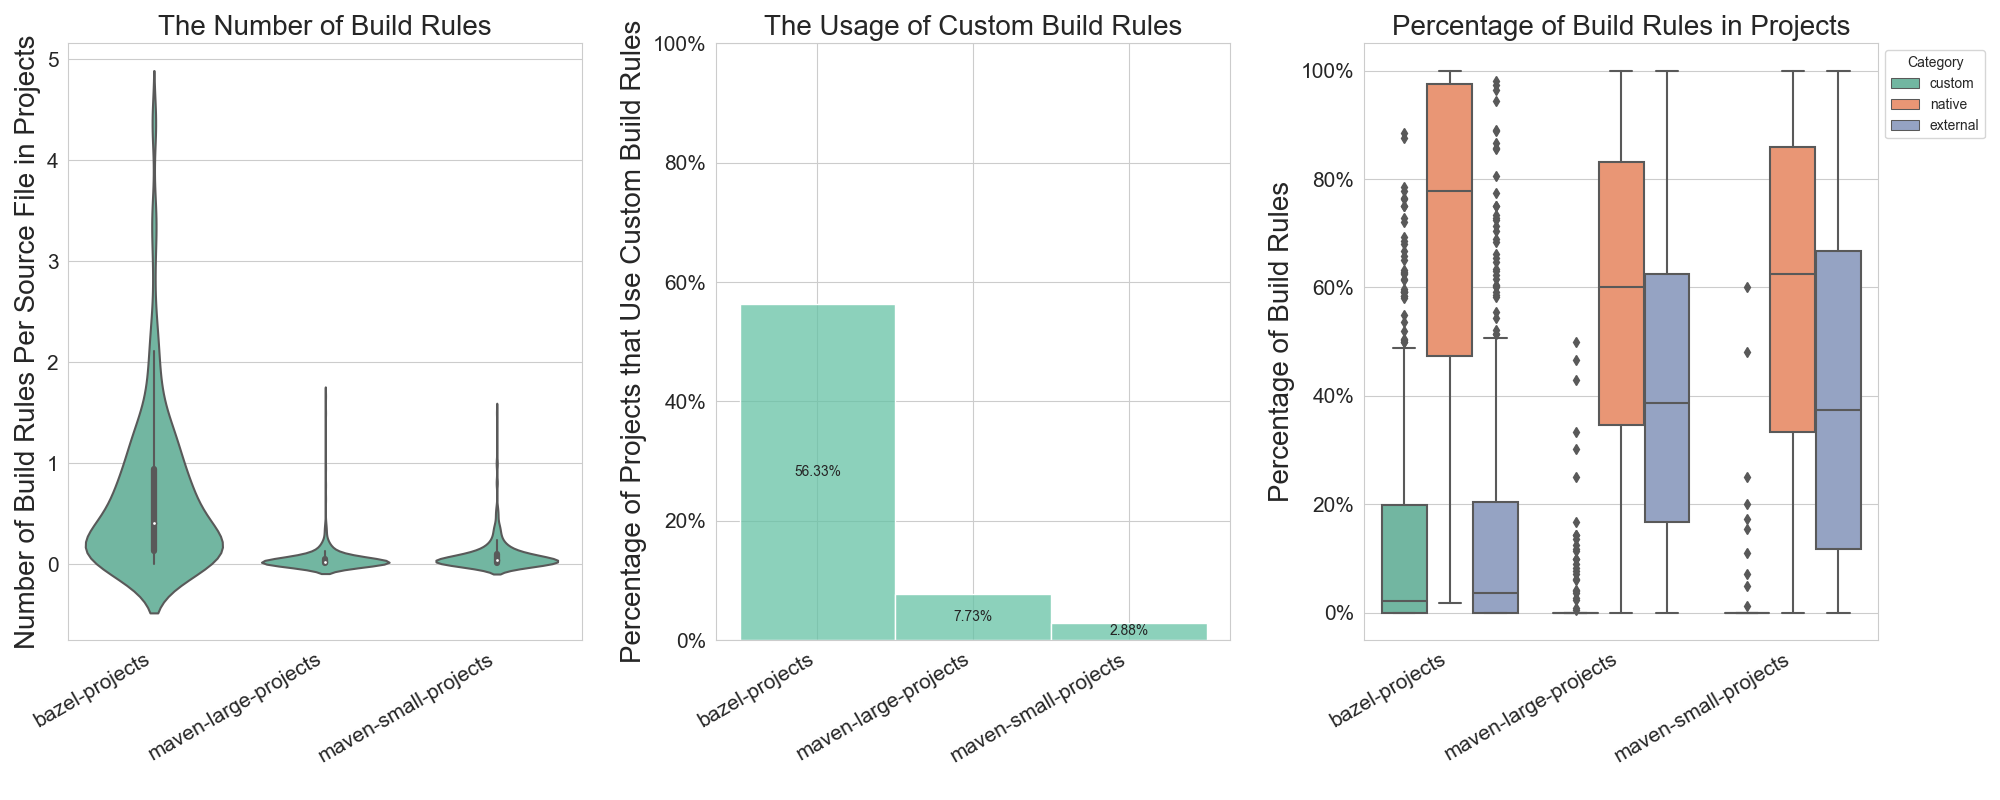 The Number of Build Rules
Number of Build Rules Per Source File in Projects
5
4
3
2
1
0
bazel-projects
maven-large-projects
maven-small-projects
The Usage of Custom Build Rules
Percentage of Projects that Use Custom Build Rules
100%
80%
60%
40%
20%
0%
56.33%
7.73%
2.88%
bazel-projects
maven-large-projects
maven-small-projects
Percentage of Build Rules in Projects
Percentage of Build Rules
100%
80%
60%
40%
20%
0%
bazel-projects
maven-large-projects
maven-small-projects
Category
custom
native
external